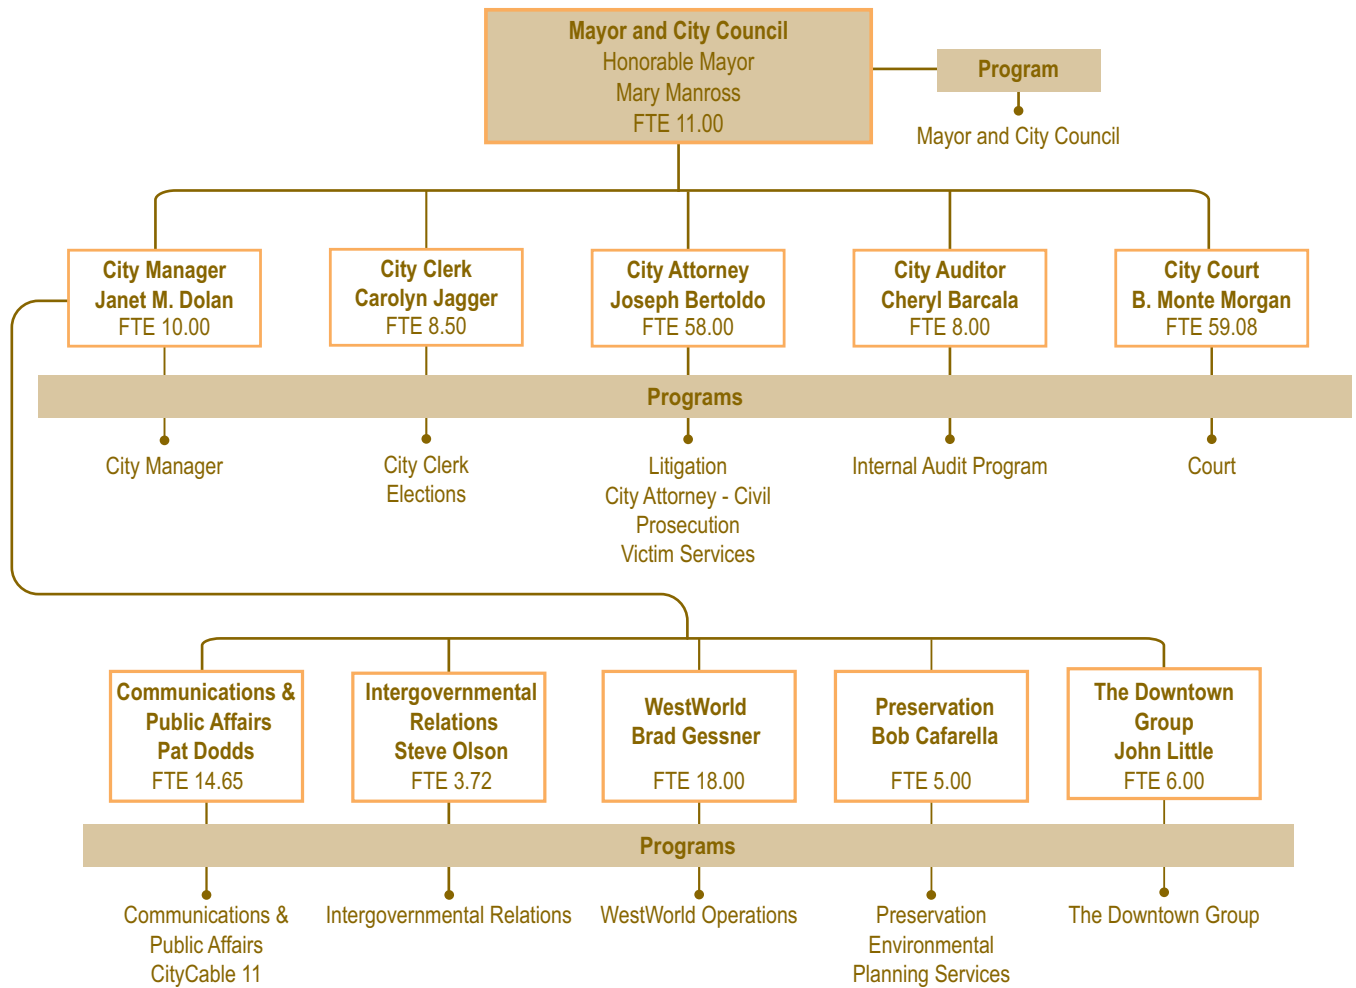 Mayor and City Council
Honorable Mayor
Mary Manross
FTE 11.00
Program
Mayor and City Council
City Manager
Janet M. Dolan
FTE 10.00
City Clerk
Carolyn Jagger
FTE 8.50
City Attorney
Joseph Bertoldo
FTE 58.00
City Auditor
Cheryl Barcala
FTE 8.00
City Court
B. Monte Morgan
FTE 59.08
Programs
City Manager
City Clerk
Elections
Litigation
City Attorney - Civil
Prosecution
Victim Services
Internal Audit Program
Court
Communications &
Public Affairs
Pat Dodds
FTE 14.65
Intergovernmental
Relations
Steve Olson
FTE 3.72
WestWorld
Brad Gessner
FTE 18.00
Preservation
Bob Cafarella
FTE 5.00
The Downtown
Group
John Little
FTE 6.00
Programs
Communications &
Public Affairs
CityCable 11
Intergovernmental Relations
WestWorld Operations
Preservation
Environmental
Planning Services
The Downtown Group